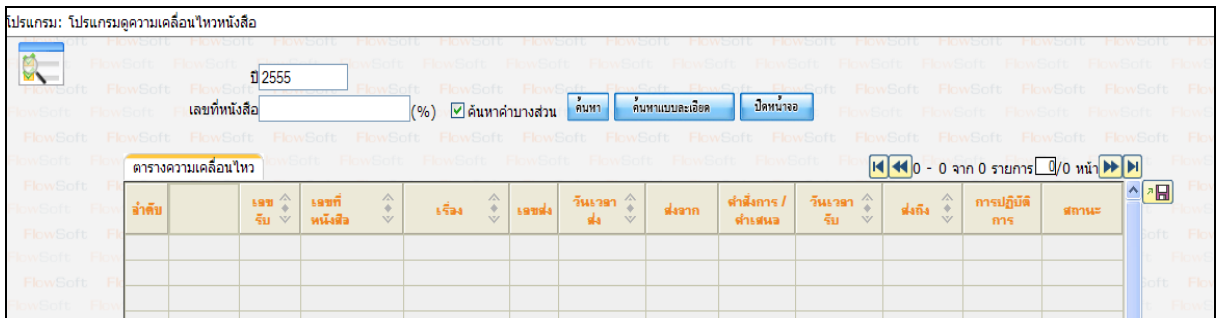 โปรแกรม: โปรแกรมดูความเคลื่อนไหวหนังสือ
ปี 2555
เลขที่หนังสือ (%) ค้นหาคำบางส่วน ค้นหา ค้นหาแบบละเอียด ปิดหน้าจอ
ตารางความเคลื่อนไหว 0 - 0 จาก 0 รายการ 0/0 หน้า
ลำดับ เลขรับ เลขที่หนังสือ เรื่อง เลขส่ง วันเวลาส่ง ส่งจาก คำสั่งการ / คำเสนอ วันเวลารับ ส่งถึง การปฏิบัติการ สถานะ